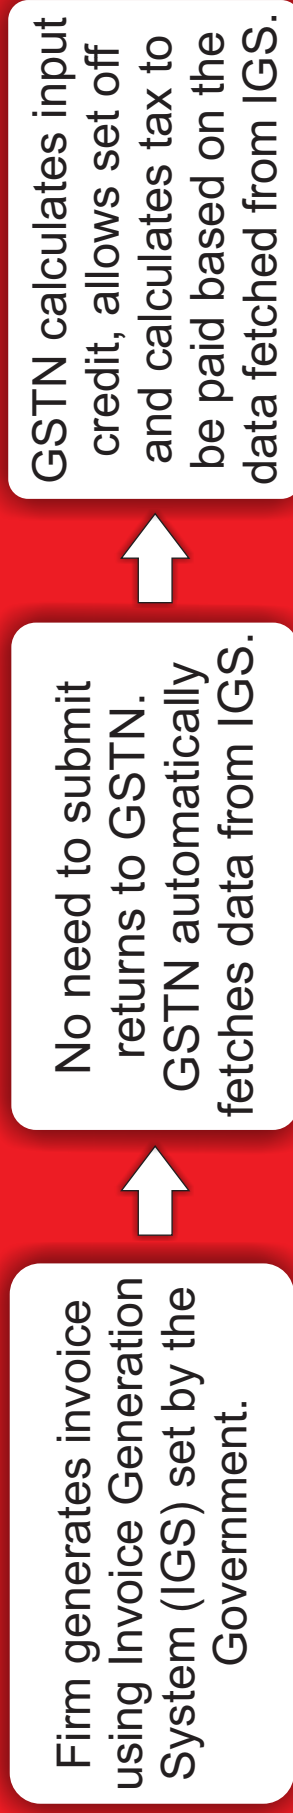 Firm generates invoice
using Invoice Generation
System (IGS) set by the
Government.
No need to submit
returns to GSTN.
GSTN automatically
fetches data from IGS.
GSTN calculates input
credit, allows set off
and calculates tax to
be paid based on the
data fetched from IGS.